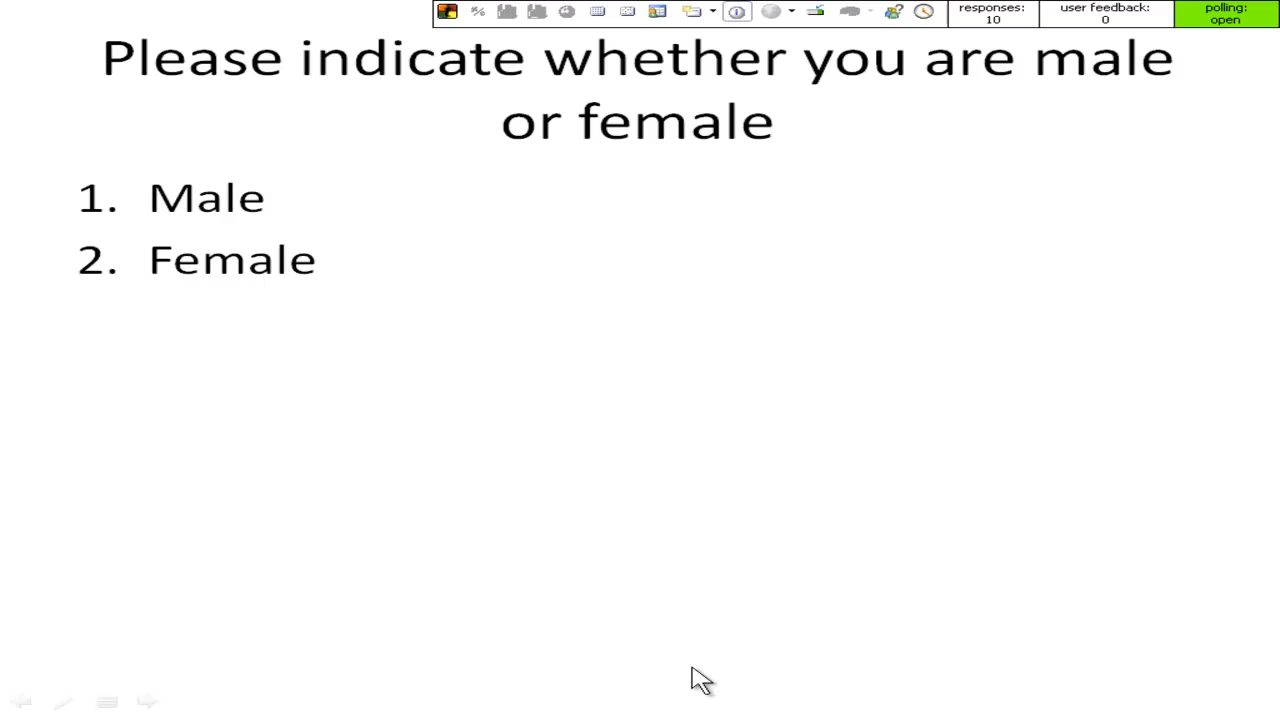 responses:
10
user feedback:
0
polling:
open
Please indicate whether you are male
or female
1. Male
2. Female